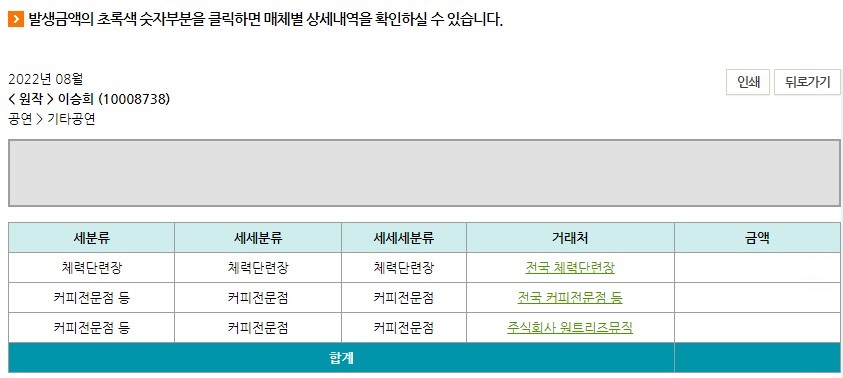 발생금액의 초록색 숫자부분을 클릭하면 매체별 상세내역을 확인하실 수 있습니다.
2022년 08월
인쇄 뒤로가기
< 원작 > 이승희 (10008738)
공연 > 기타공연
세분류 세세분류 세세세분류 거래처 금액
체력단련장 체력단련장 체력단련장 전국 체력단련장
커피전문점 등 커피전문점 커피전문점 전국 커피전문점 등
커피전문점 등 커피전문점 커피전문점 주식회사 원트리즈뮤직
합계